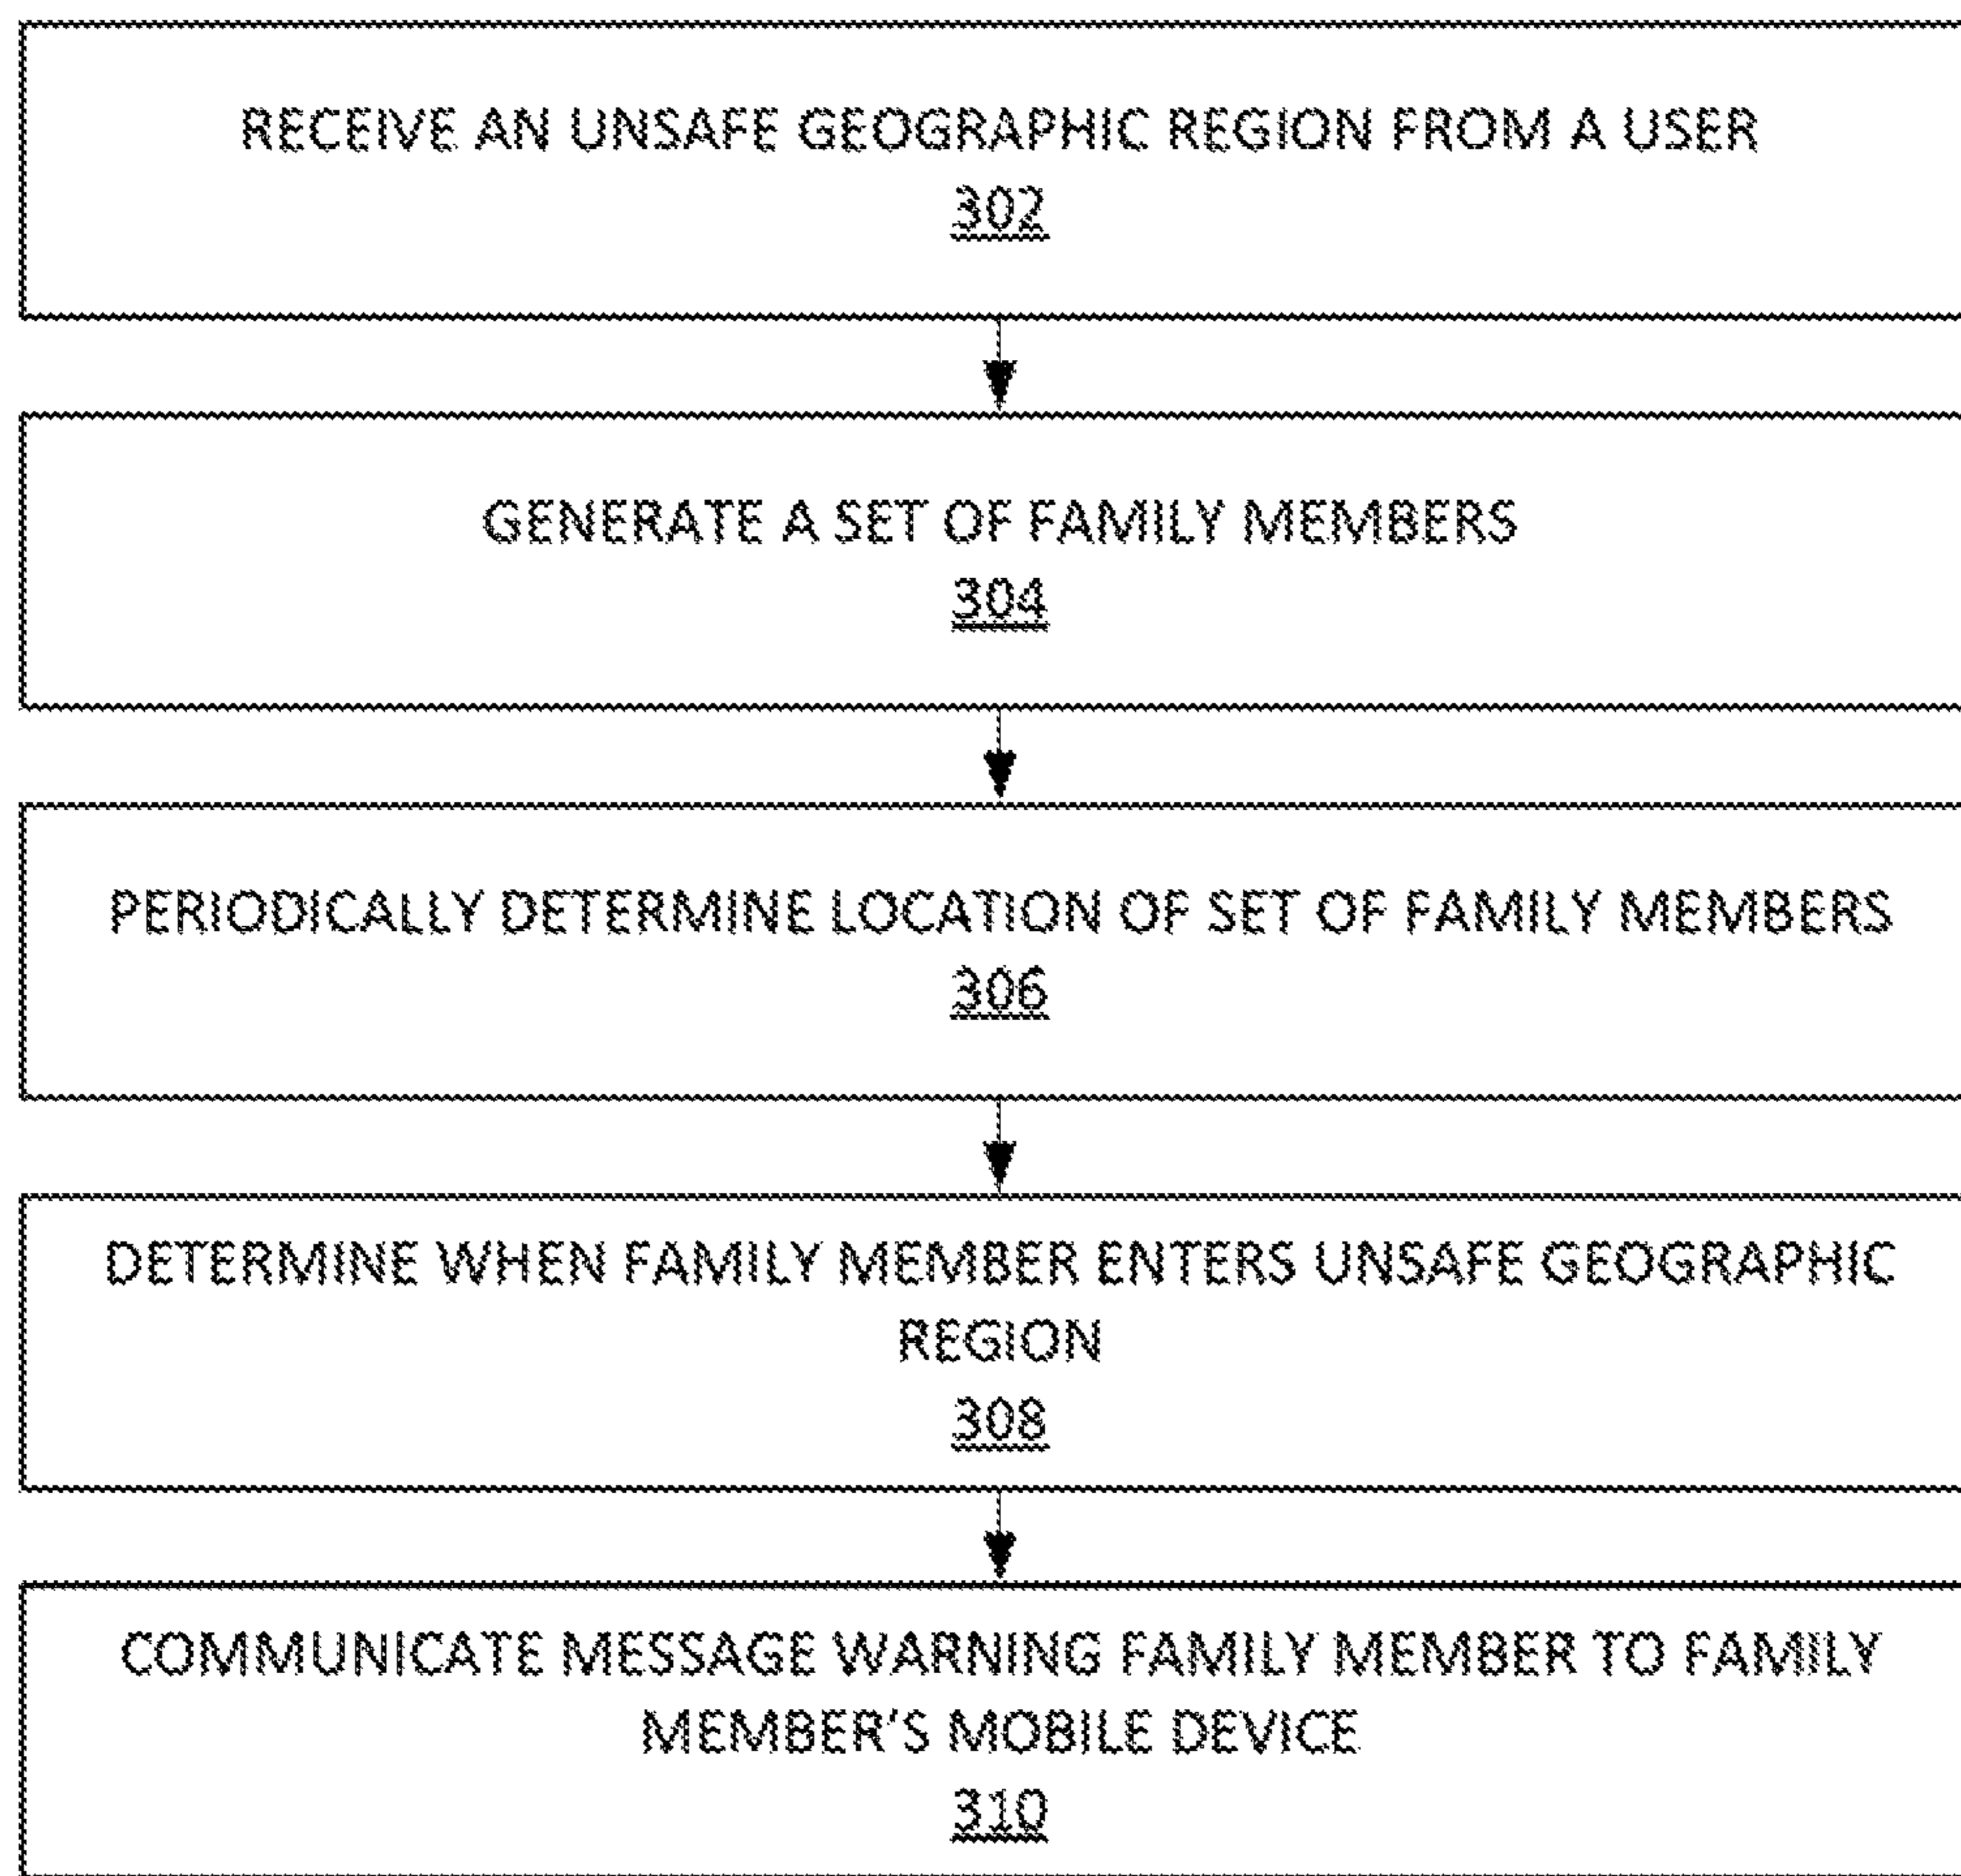 RECEIVE AN UNSAFE GEOGRAPHIC REGION FROM A USER
302
GENERATE A SET OF FAMILY MEMBERS
304
PERIODICALLY DETERMINE LOCATION OF SET OF FAMILY MEMBERS
306
DETERMINE WHEN FAMILY MEMBER ENTERS UNSAFE GEOGRAPHIC
REGION
308
COMMUNICATE MESSAGE WARNING FAMILY MEMBER TO FAMILY
MEMBER'S MOBILE DEVICE
310